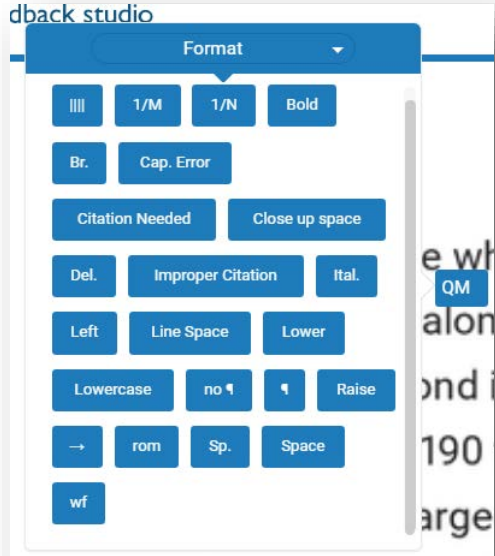 dback studio
Format
|||| 1/M 1/N Bold
Br. Cap. Error
Citation Needed Close up space
e wh
Del. Improper Citation Ital.
QM
alon
Left Line Space Lower
Lowercase no ¶ ¶ Raise
ond i
→ rom Sp. Space
190
wf
arge